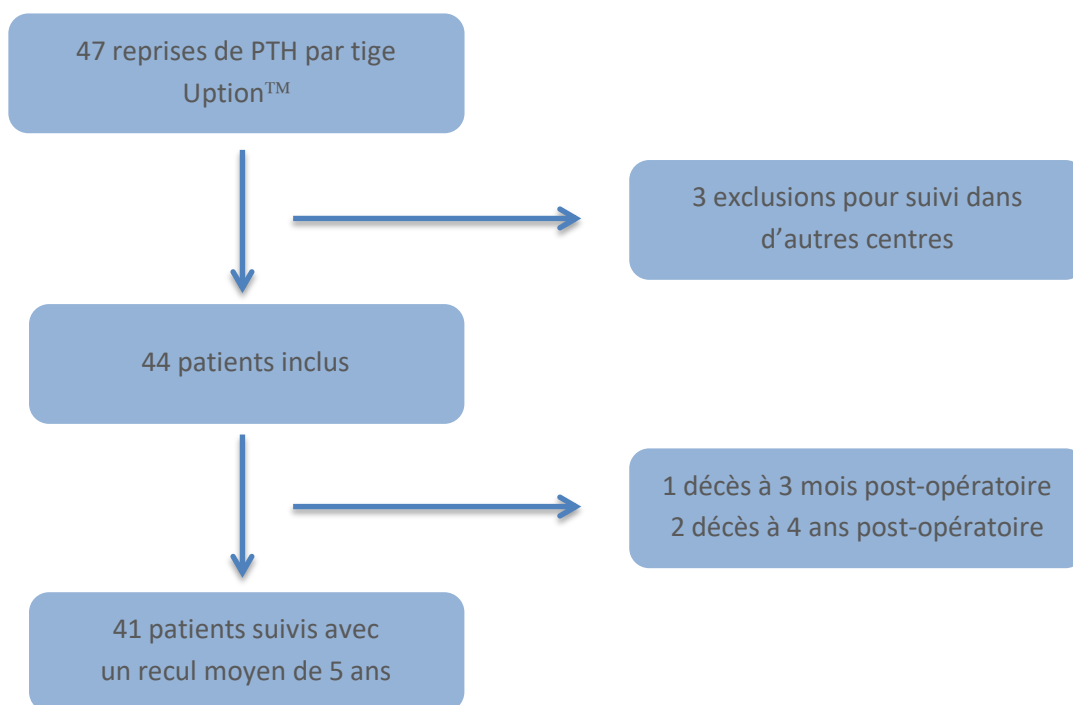 47 reprises de PTH par tige
Uption™
3 exclusions pour suivi dans
d’autres centres
44 patients inclus
1 décès à 3 mois post-opératoire
2 décès à 4 ans post-opératoire
41 patients suivis avec
un recul moyen de 5 ans